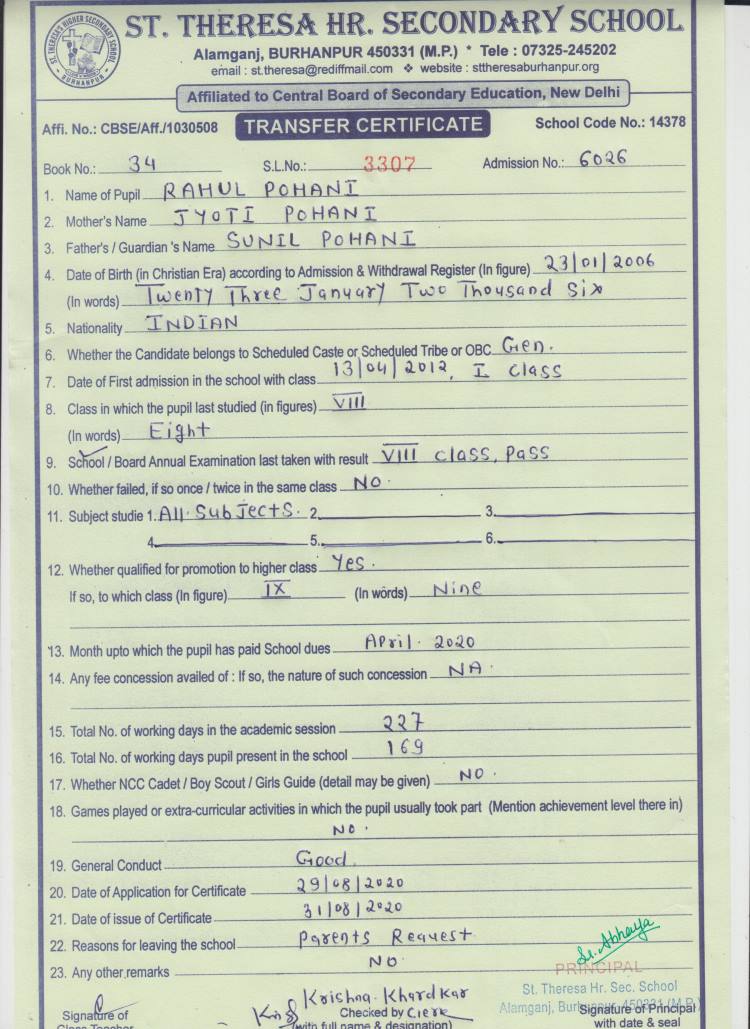 ST. THERESA'S HIGHER SECONDARY SCHOOL
BURHANPUR
ST. THERESA HR. SECONDARY SCHOOL
Alamganj, BURHANPUR 450331 (M.P.) * Tele : 07325-245202
email : st.theresa@rediffmail.com ❖ website : sttheresaburhanpur.org
Affiliated to Central Board of Secondary Education, New Delhi
Affi. No.: CBSE/Aff./1030508 TRANSFER CERTIFICATE School Code No.: 14378
Book No.: 34 S.L.No.: 3307 Admission No.: 6026
1. Name of Pupil RAHUL POHANI
2. Mother's Name JYOTI POHANI
3. Father's / Guardian 's Name SUNIL POHANI
4. Date of Birth (in Christian Era) according to Admission & Withdrawal Register (In figure) 23/01/2006
(In words) Twenty Three January Two Thousand Six
5. Nationality INDIAN
6. Whether the Candidate belongs to Scheduled Caste or Scheduled Tribe or OBC Gen.
7. Date of First admission in the school with class 13/04/2012, I class
8. Class in which the pupil last studied (in figures) VIII
(In words) Eight
9. School / Board Annual Examination last taken with result VIII class, Pass
10. Whether failed, if so once / twice in the same class NO.
11. Subject studie 1. All Subjects. 2. 3.
4. 5. 6.
12. Whether qualified for promotion to higher class Yes.
If so, to which class (In figure) IX (In words) Nine
13. Month upto which the pupil has paid School dues April. 2020
14. Any fee concession availed of : If so, the nature of such concession NA.
15. Total No. of working days in the academic session 227
16. Total No. of working days pupil present in the school 169
17. Whether NCC Cadet / Boy Scout / Girls Guide (detail may be given) NO.
18. Games played or extra-curricular activities in which the pupil usually took part (Mention achievement level there in)
NO.
19. General Conduct Good.
20. Date of Application for Certificate 29/08/2020
21. Date of issue of Certificate 31/08/2020
22. Reasons for leaving the school Parents Request
23. Any other remarks NO.
Sr. Abhaya
PRINCIPAL
St. Theresa Hr. Sec. School
Alamganj, Burhanpur 450331 (M.P.)
Krishna. Khardkar
Signature of Checked by Clerk Signature of Principal
Class Teacher (with full name & designation) with date & seal